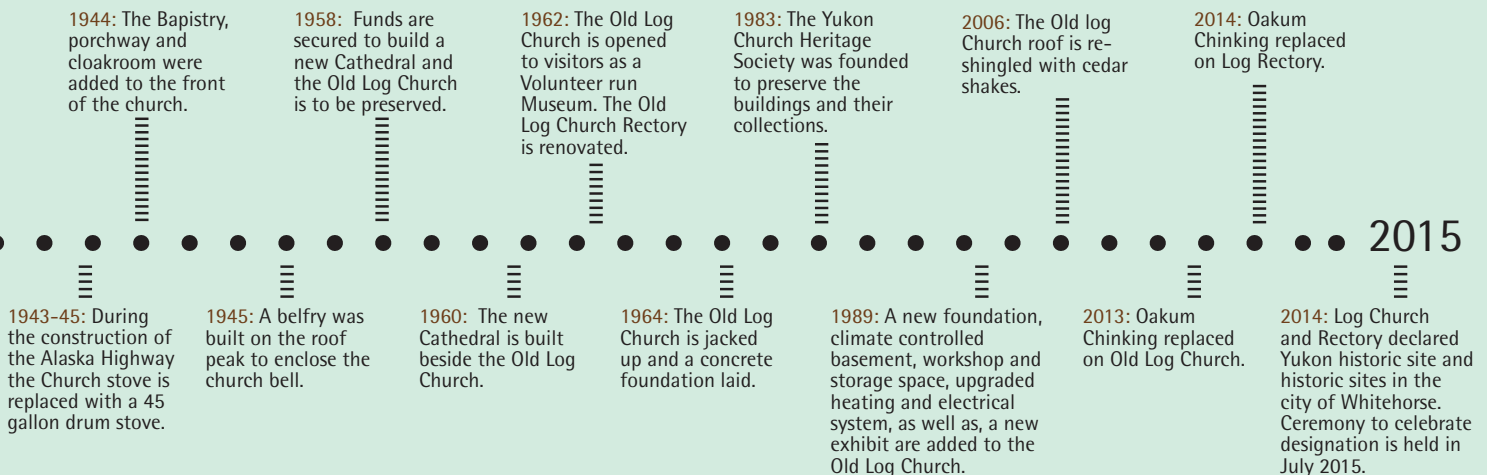 1944: The Bapistry,
porchway and
cloakroom were
added to the front
of the church.
1958: Funds are
secured to build a
new Cathedral and
the Old Log Church
is to be preserved.
1962: The Old Log
Church is opened
to visitors as a
Volunteer run
Museum. The Old
Log Church Rectory
is renovated.
1983: The Yukon
Church Heritage
Society was founded
to preserve the
buildings and their
collections.
2006: The Old log
Church roof is re-
shingled with cedar
shakes.
2014: Oakum
Chinking replaced
on Log Rectory.
2015
1943-45: During
the construction of
the Alaska Highway
the Church stove is
replaced with a 45
gallon drum stove.
1945: A belfry was
built on the roof
peak to enclose the
church bell.
1960: The new
Cathedral is built
beside the Old Log
Church.
1964: The Old Log
Church is jacked
up and a concrete
foundation laid.
1989: A new foundation,
climate controlled
basement, workshop and
storage space, upgraded
heating and electrical
system, as well as, a new
exhibit are added to the
Old Log Church.
2013: Oakum
Chinking replaced
on Old Log Church.
2014: Log Church
and Rectory declared
Yukon historic site and
historic sites in the
city of Whitehorse.
Ceremony to celebrate
designation is held in
July 2015.